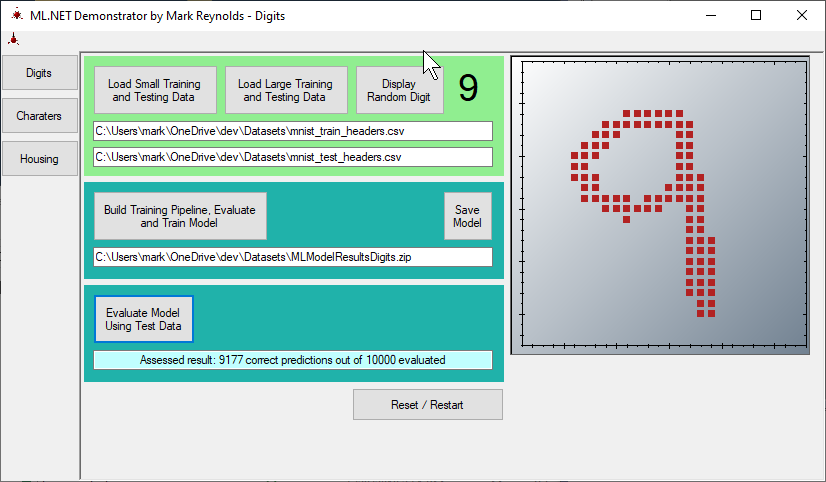 ML.NET Demonstrator by Mark Reynolds - Digits
Digits
Charaters
Housing
Load Small Training
and Testing Data
Load Large Training
and Testing Data
Display
Random Digit
9
C:\Users\mark\OneDrive\dev\Datasets\mnist_train_headers.csv
C:\Users\mark\OneDrive\dev\Datasets\mnist_test_headers.csv
Build Training Pipeline, Evaluate
and Train Model
Save
Model
C:\Users\mark\OneDrive\dev\Datasets\MLModelResultsDigits.zip
Evaluate Model
Using Test Data
Assessed result: 9177 correct predictions out of 10000 evaluated
Reset / Restart